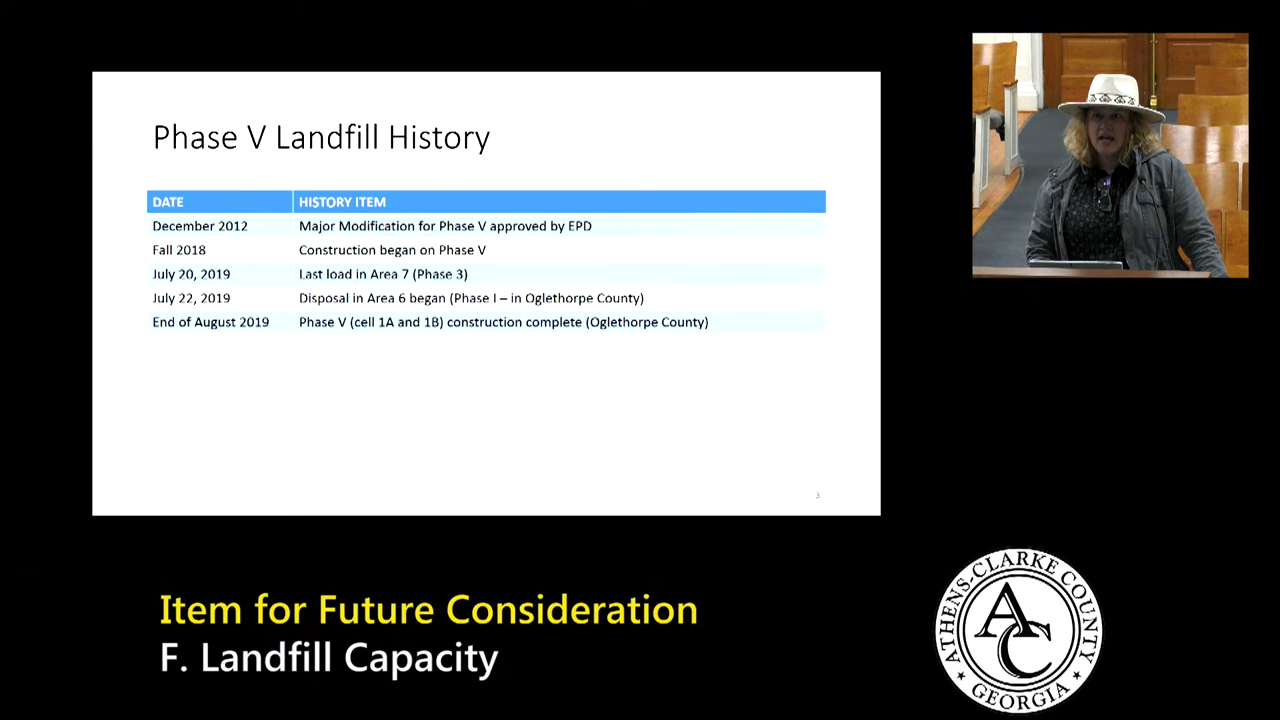 Phase V Landfill History
DATE HISTORY ITEM
December 2012 Major Modification for Phase V approved by EPD
Fall 2018 Construction began on Phase V
July 20, 2019 Last load in Area 7 (Phase 3)
July 22, 2019 Disposal in Area 6 began (Phase I – in Oglethorpe County)
End of August 2019 Phase V (cell 1A and 1B) construction complete (Oglethorpe County)
3
Item for Future Consideration
F. Landfill Capacity
ATHENS-CLARKE COUNTY
AC
GEORGIA